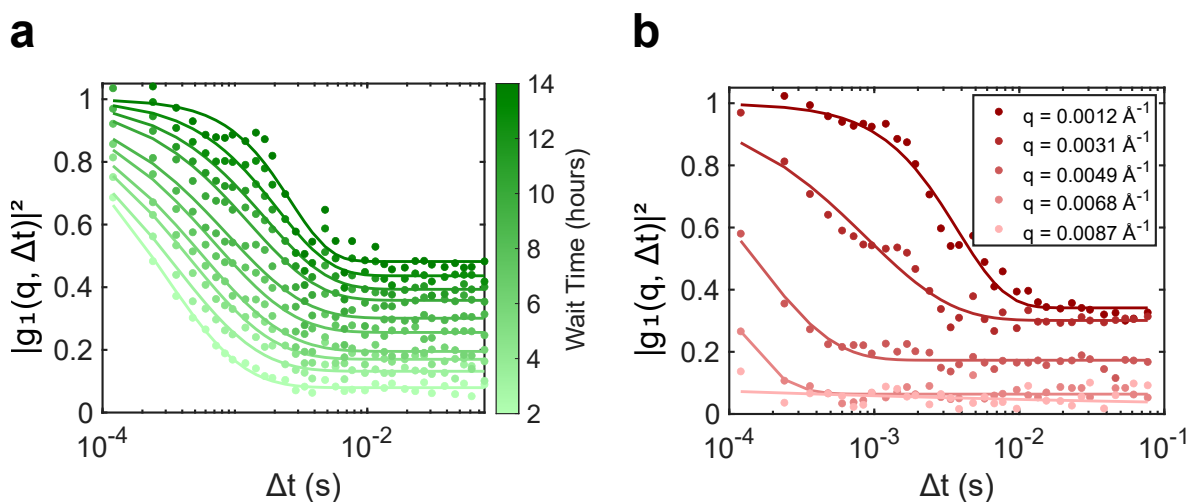 a
b
|g₁(q, Δt)|²
1
0.8
0.6
0.4
0.2
0
10⁻⁴
10⁻²
Δt (s)
14
12
10
8
6
4
2
Wait Time (hours)
|g₁(q, Δt)|²
1
0.8
0.6
0.4
0.2
0
10⁻⁴
10⁻³
10⁻²
10⁻¹
Δt (s)
q = 0.0012 Å⁻¹
q = 0.0031 Å⁻¹
q = 0.0049 Å⁻¹
q = 0.0068 Å⁻¹
q = 0.0087 Å⁻¹